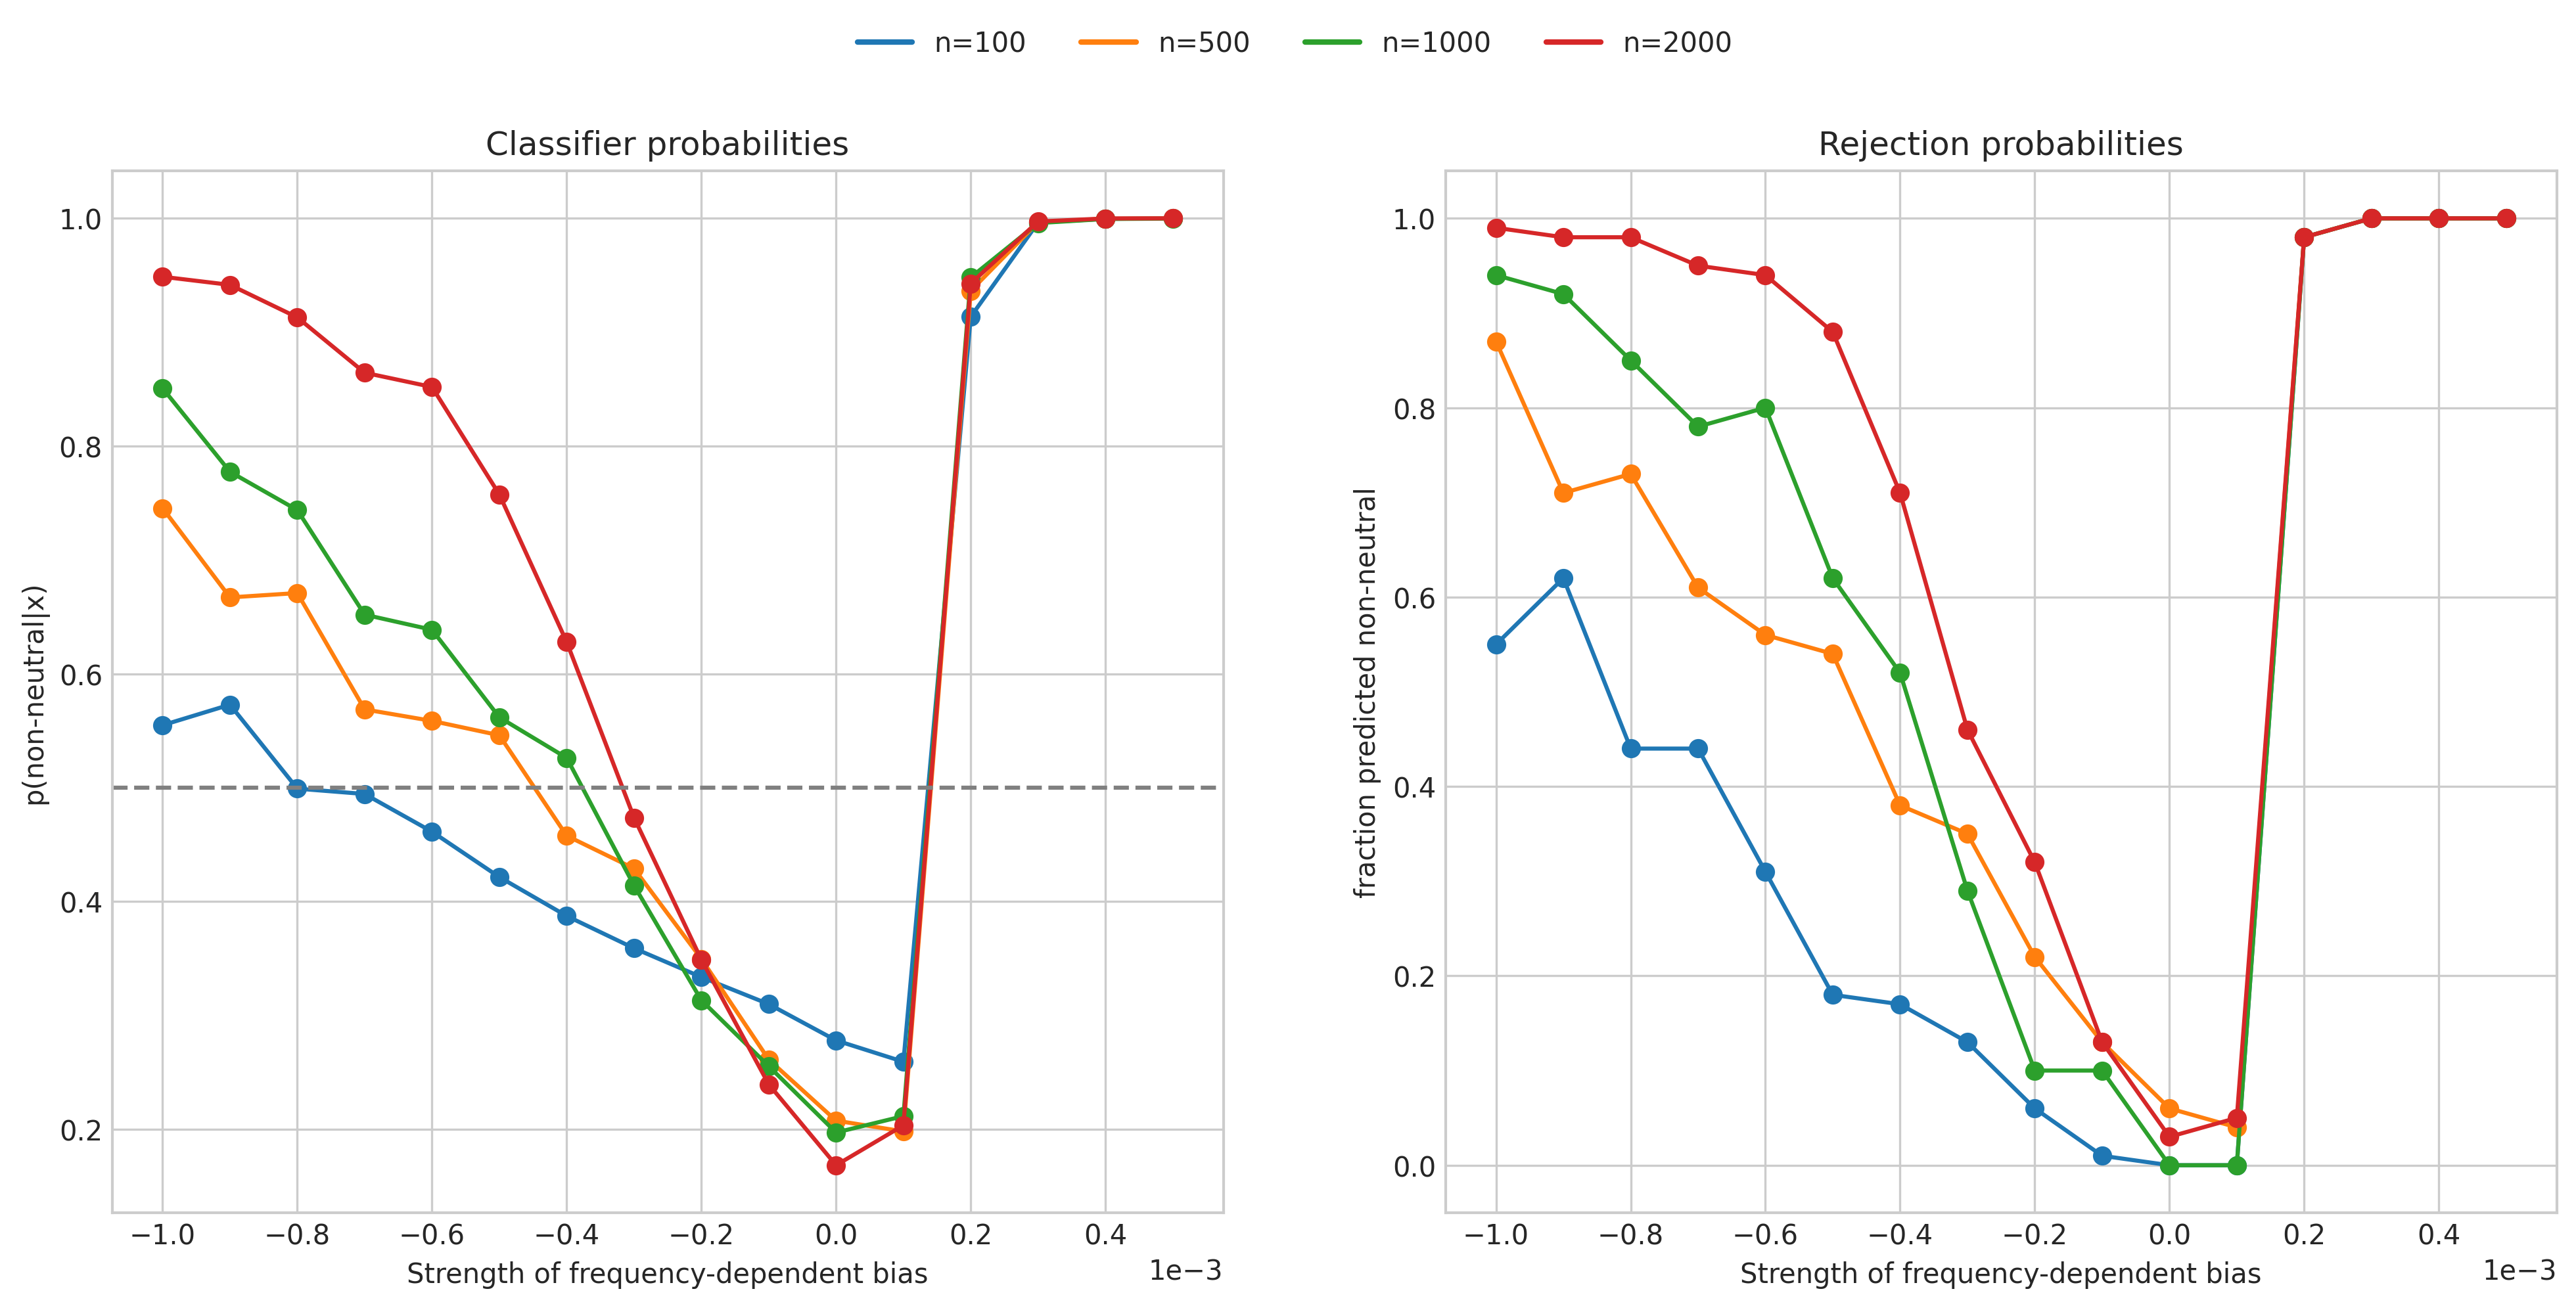 n=100 n=500 n=1000 n=2000
Classifier probabilities
p(non-neutral|x)
1.0
0.8
0.6
0.4
0.2
−1.0 −0.8 −0.6 −0.4 −0.2 0.0 0.2 0.4
1e−3
Strength of frequency-dependent bias
Rejection probabilities
fraction predicted non-neutral
1.0
0.8
0.6
0.4
0.2
0.0
−1.0 −0.8 −0.6 −0.4 −0.2 0.0 0.2 0.4
1e−3
Strength of frequency-dependent bias